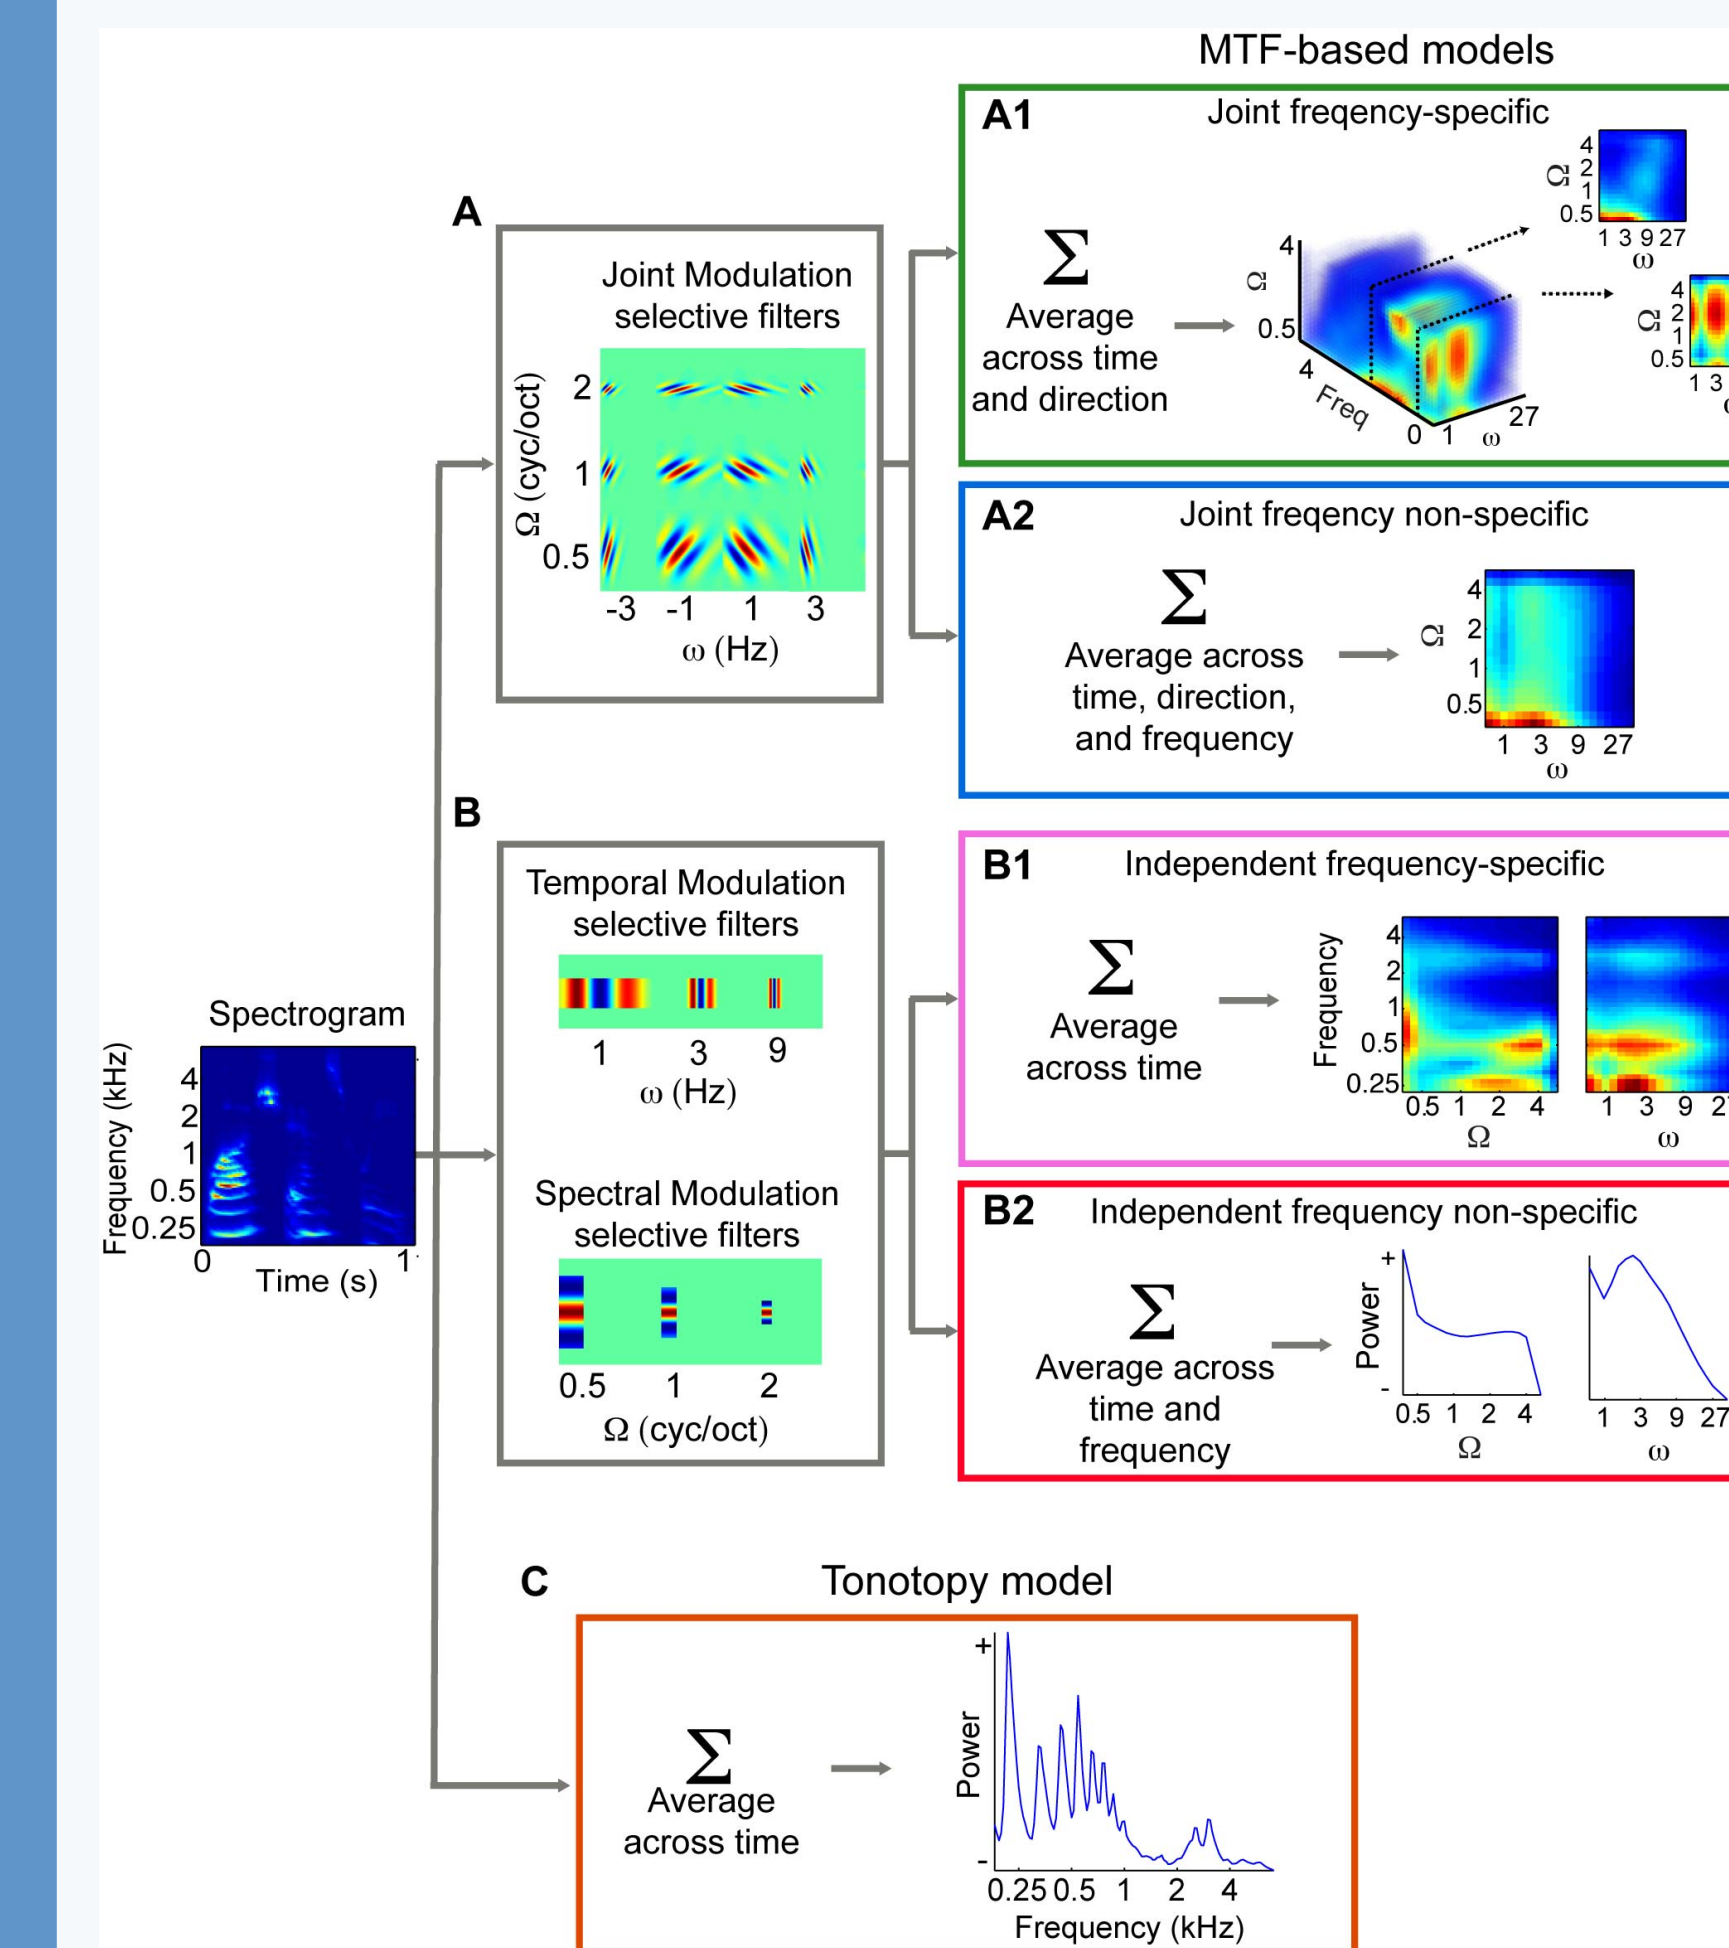 MTF-based models
A1
Joint freqency-specific
Σ
Average
across time
and direction
Ω
4
0.5
4
Freq
0
1
ω
27
Ω
4
2
1
0.5
1 3 9 27
ω
Ω
4
2
1
0.5
1 3
A
Joint Modulation
selective filters
Ω (cyc/oct)
2
1
0.5
-3 -1 1 3
ω (Hz)
A2
Joint freqency non-specific
Σ
Average across
time, direction,
and frequency
Ω
4
2
1
0.5
1 3 9 27
ω
B
Temporal Modulation
selective filters
1 3 9
ω (Hz)
Spectral Modulation
selective filters
0.5 1 2
Ω (cyc/oct)
B1
Independent frequency-specific
Σ
Average
across time
Frequency
4
2
1
0.5
0.25
0.5 1 2 4
Ω
1 3 9 2
ω
Spectrogram
Frequency (kHz)
4
2
1
0.5
0.25
0 1
Time (s)
B2
Independent frequency non-specific
Σ
Average across
time and
frequency
Power
+
-
0.5 1 2 4
Ω
1 3 9 27
ω
C
Tonotopy model
Σ
Average
across time
Power
+
-
0.25 0.5 1 2 4
Frequency (kHz)